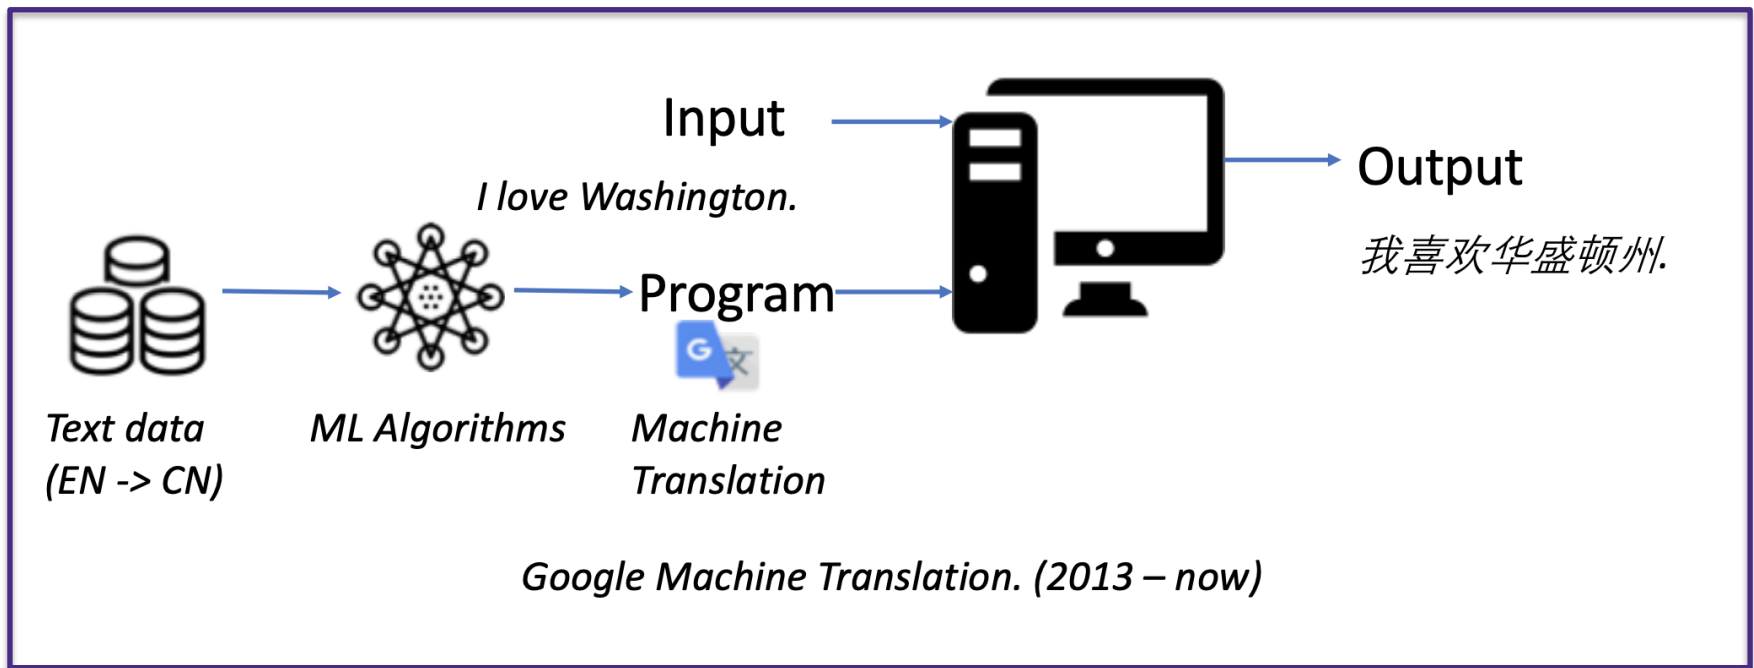 Input
I love Washington.
Output
我喜欢华盛顿州.
Program
G 文
Text data
(EN -> CN)
ML Algorithms
Machine
Translation
Google Machine Translation. (2013 – now)